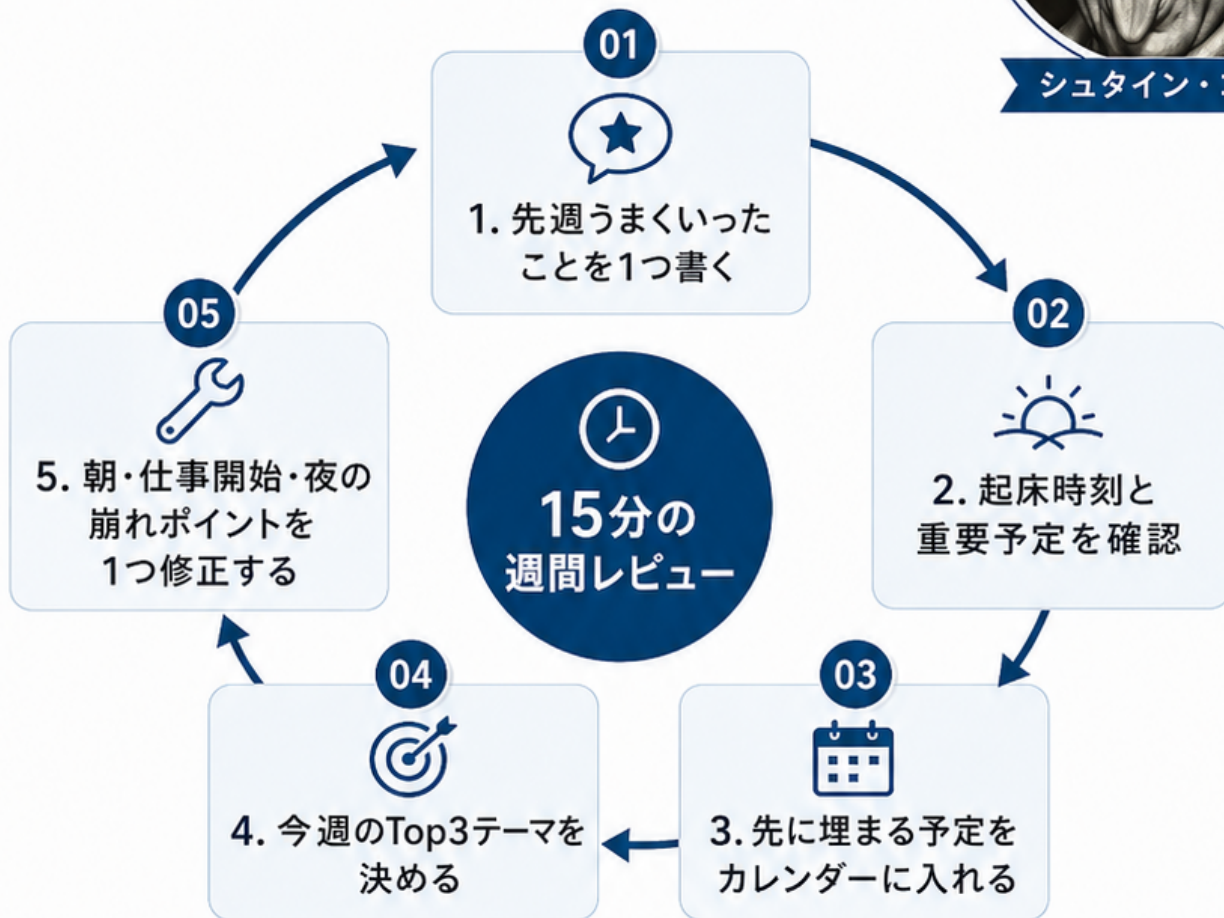 01
1. 先週うまくいった
ことを1つ書く
シュタイン・
02
2. 起床時刻と
重要予定を確認
03
3. 先に埋まる予定を
カレンダーに入れる
04
4. 今週のTop3テーマを
決める
05
5. 朝・仕事開始・夜の
崩れポイントを
1つ修正する
15分の
週間レビュー